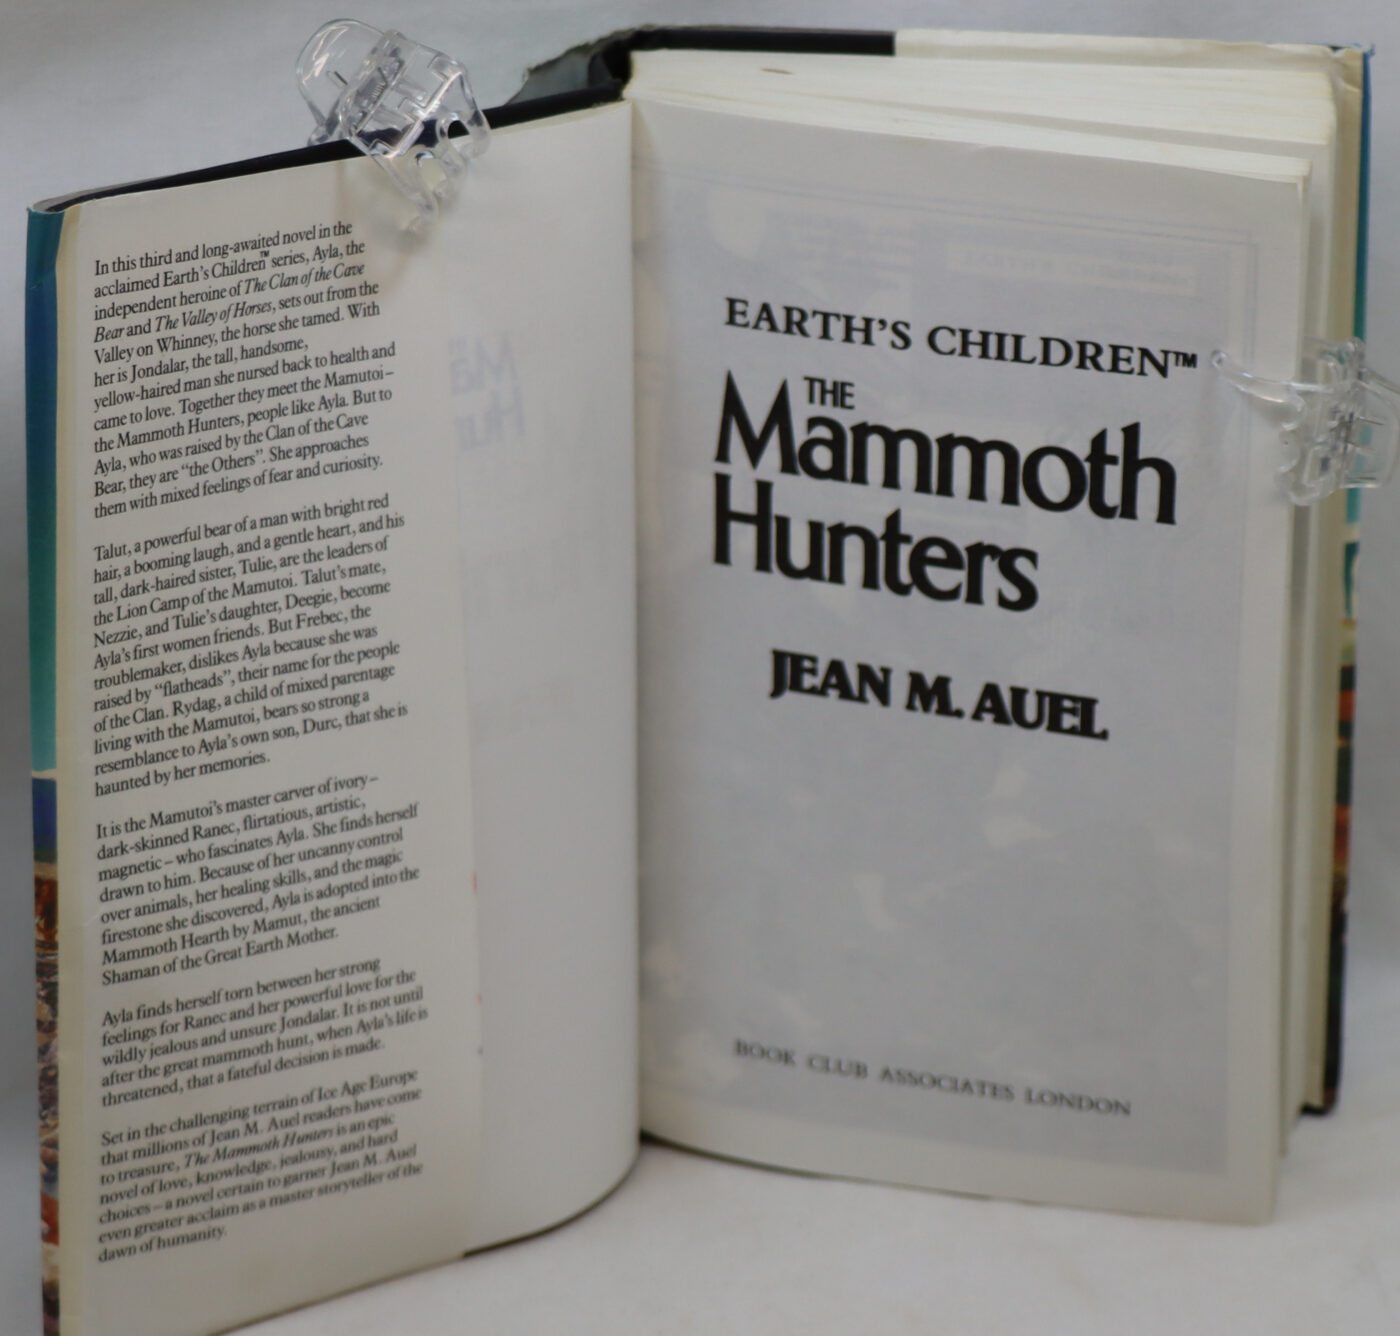 In this third and long-awaited novel in the
acclaimed Earth's Children™ series, Ayla, the
independent heroine of The Clan of the Cave
Bear and The Valley of Horses, sets out from the
Valley on Whinney, the horse she tamed. With
her is Jondalar, the tall, handsome,
yellow-haired man she nursed back to health and
came to love. Together they meet the Mamutoi–
the Mammoth Hunters, people like Ayla. But to
Ayla, who was raised by the Clan of the Cave
Bear, they are “the Others”. She approaches
them with mixed feelings of fear and curiosity.
Talut, a powerful bear of a man with bright red
hair, a booming laugh, and a gentle heart, and his
tall, dark-haired sister, Tulie, are the leaders of
the Lion Camp of the Mamutoi. Talut's mate,
Nezzie, and Tulie's daughter, Deegie, become
Ayla's first women friends. But Frebec, the
troublemaker, dislikes Ayla because she was
raised by “flatheads”, their name for the people
of the Clan. Rydag, a child of mixed parentage
living with the Mamutoi, bears so strong a
resemblance to Ayla's own son, Durc, that she is
haunted by her memories.
It is the Mamutoi's master carver of ivory–
dark-skinned Ranec, flirtatious, artistic,
magnetic – who fascinates Ayla. She finds herself
drawn to him. Because of her uncanny control
over animals, her healing skills, and the magic
firestone she discovered, Ayla is adopted into the
Mammoth Hearth by Mamut, the ancient
Shaman of the Great Earth Mother.
Ayla finds herself torn between her strong
feelings for Ranec and her powerful love for the
wildly jealous and unsure Jondalar. It is not until
after the great mammoth hunt, when Ayla's life is
threatened, that a fateful decision is made.
Set in the challenging terrain of Ice Age Europe
that millions of Jean M. Auel readers have come
to treasure, The Mammoth Hunters is an epic
novel of love, knowledge, jealousy, and hard
choices – a novel certain to garner Jean M. Auel
even greater acclaim as a master storyteller of the
dawn of humanity.
EARTH'S CHILDREN™
THE
Mammoth
Hunters
JEAN M. AUEL
BOOK CLUB ASSOCIATES LONDON